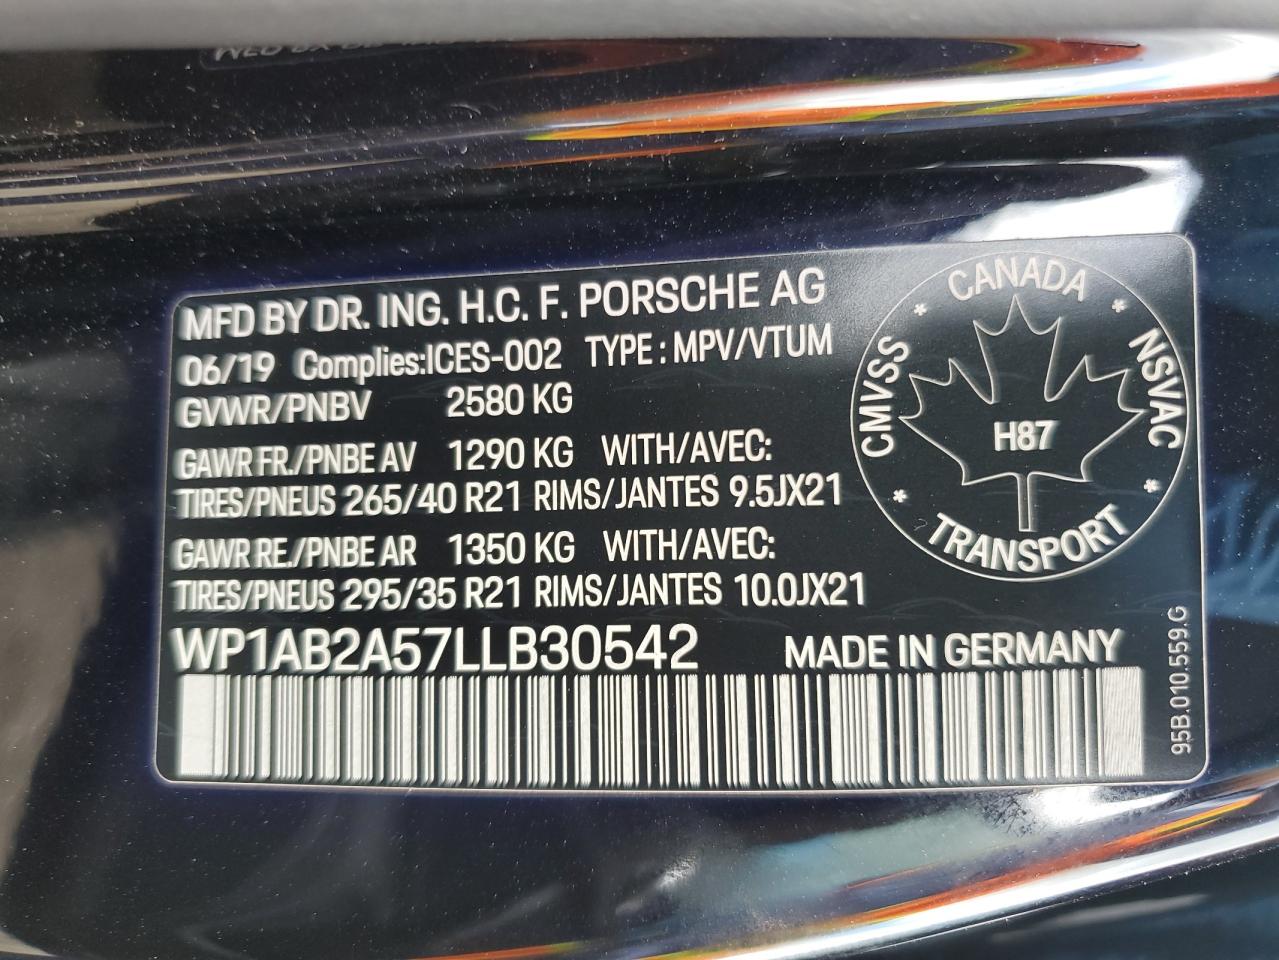 MFD BY DR. ING. H.C. F. PORSCHE AG
06/19 Complies:ICES-002 TYPE : MPV/VTUM
GVWR/PNBV 2580 KG
GAWR FR./PNBE AV 1290 KG WITH/AVEC:
TIRES/PNEUS 265/40 R21 RIMS/JANTES 9.5JX21
GAWR RE./PNBE AR 1350 KG WITH/AVEC:
TIRES/PNEUS 295/35 R21 RIMS/JANTES 10.0JX21
WP1AB2A57LLB30542 MADE IN GERMANY
CANADA
CMVSS
NSVAC
H87
TRANSPORT
95B.010.559.G